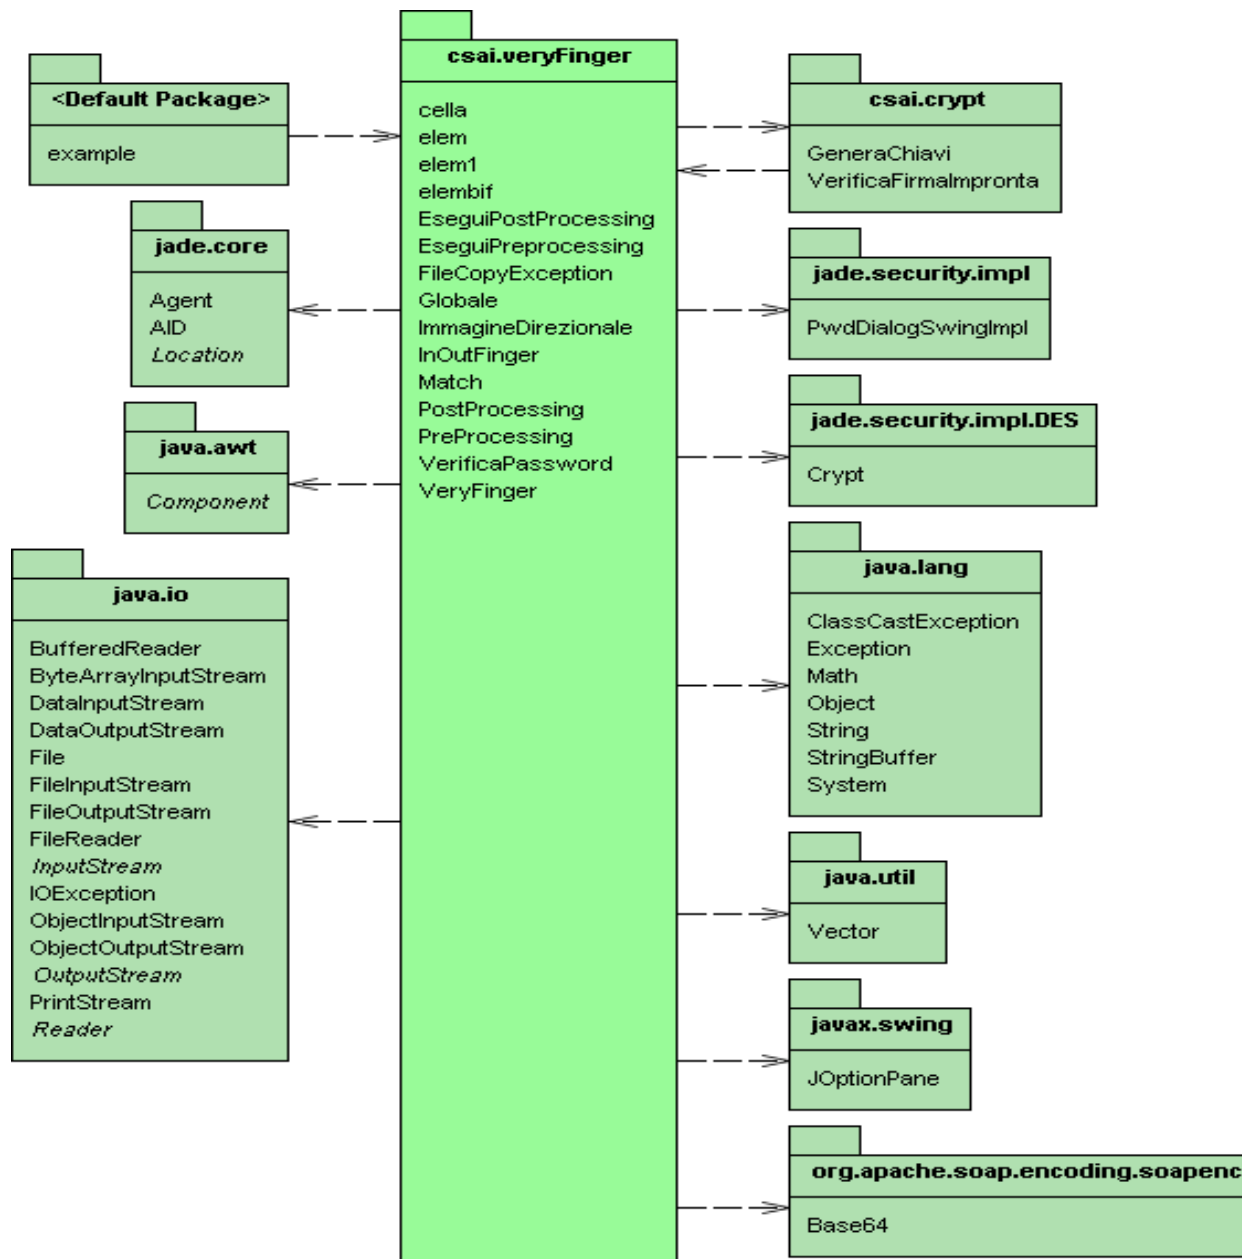 <Default Package>
example
jade.core
Agent
AID
Location
java.awt
Component
java.io
BufferedReader
ByteArrayInputStream
DataInputStream
DataOutputStream
File
FileInputStream
FileOutputStream
FileReader
InputStream
IOException
ObjectInputStream
ObjectOutputStream
OutputStream
PrintStream
Reader
csai.veryFinger
cella
elem
elem1
elembif
EseguiPostProcessing
EseguiPreprocessing
FileCopyException
Globale
ImmagineDirezionale
InOutFinger
Match
PostProcessing
PreProcessing
VerificaPassword
VeryFinger
csai.crypt
GeneraChiavi
VerificaFirmaImpronta
jade.security.impl
PwdDialogSwingImpl
jade.security.impl.DES
Crypt
java.lang
ClassCastException
Exception
Math
Object
String
StringBuffer
System
java.util
Vector
javax.swing
JOptionPane
org.apache.soap.encoding.soapenc
Base64